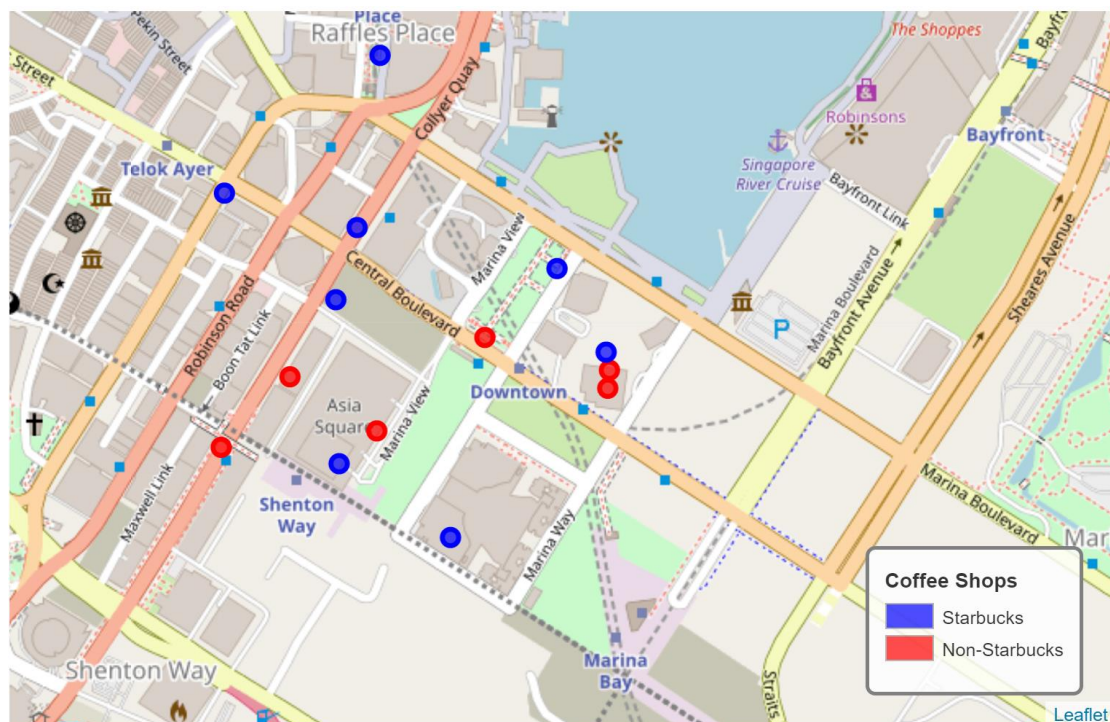 Place
Raffles Place
Pekin Street
Street
Telok Ayer
Collyer Quay
The Shoppes
Robinsons
Bayfront
Singapore
River Cruise
Bayfront Link
Marina View
Central Boulevard
Robinson Road
Boon Tat Link
Marina Boulevard
Bayfront Avenue
Sheares Avenue
P
Downtown
Asia
Square
Marina View
Maxwell Link
Shenton
Way
Marina Way
Marina Boulevard
Mar
Marina
Bay
Shenton Way
Straits
Coffee Shops
Starbucks
Non-Starbucks
Leaflet